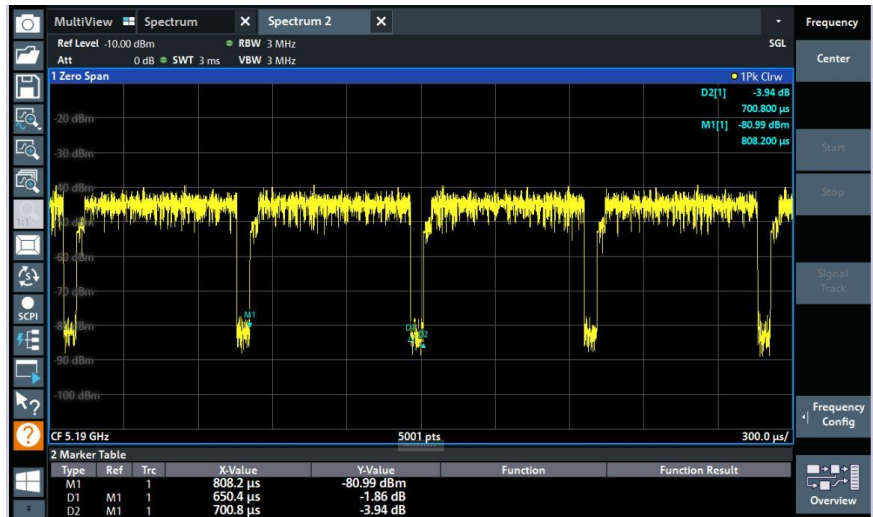 MultiView Spectrum X Spectrum 2 X
Frequency
Ref Level -10.00 dBm RBW 3 MHz SGL
Att 0 dB SWT 3 ms VBW 3 MHz
Center
1 Zero Span 1Pk Clrw
D2[1] -3.94 dB
700.800 µs
M1[1] -80.99 dBm
808.200 µs
-20 dBm
-30 dBm
-40 dBm
-50 dBm
-60 dBm
-70 dBm
-80 dBm
-90 dBm
-100 dBm
M1
D1 D2
Start
Stop
Signal
Track
Frequency
Config
1:1
S
SCPI
?
?
CF 5.19 GHz 5001 pts 300.0 µs/
2 Marker Table
Type Ref Trc X-Value Y-Value Function Function Result
M1 1 808.2 µs -80.99 dBm
D1 M1 1 650.4 µs -1.86 dB
D2 M1 1 700.8 µs -3.94 dB
Overview